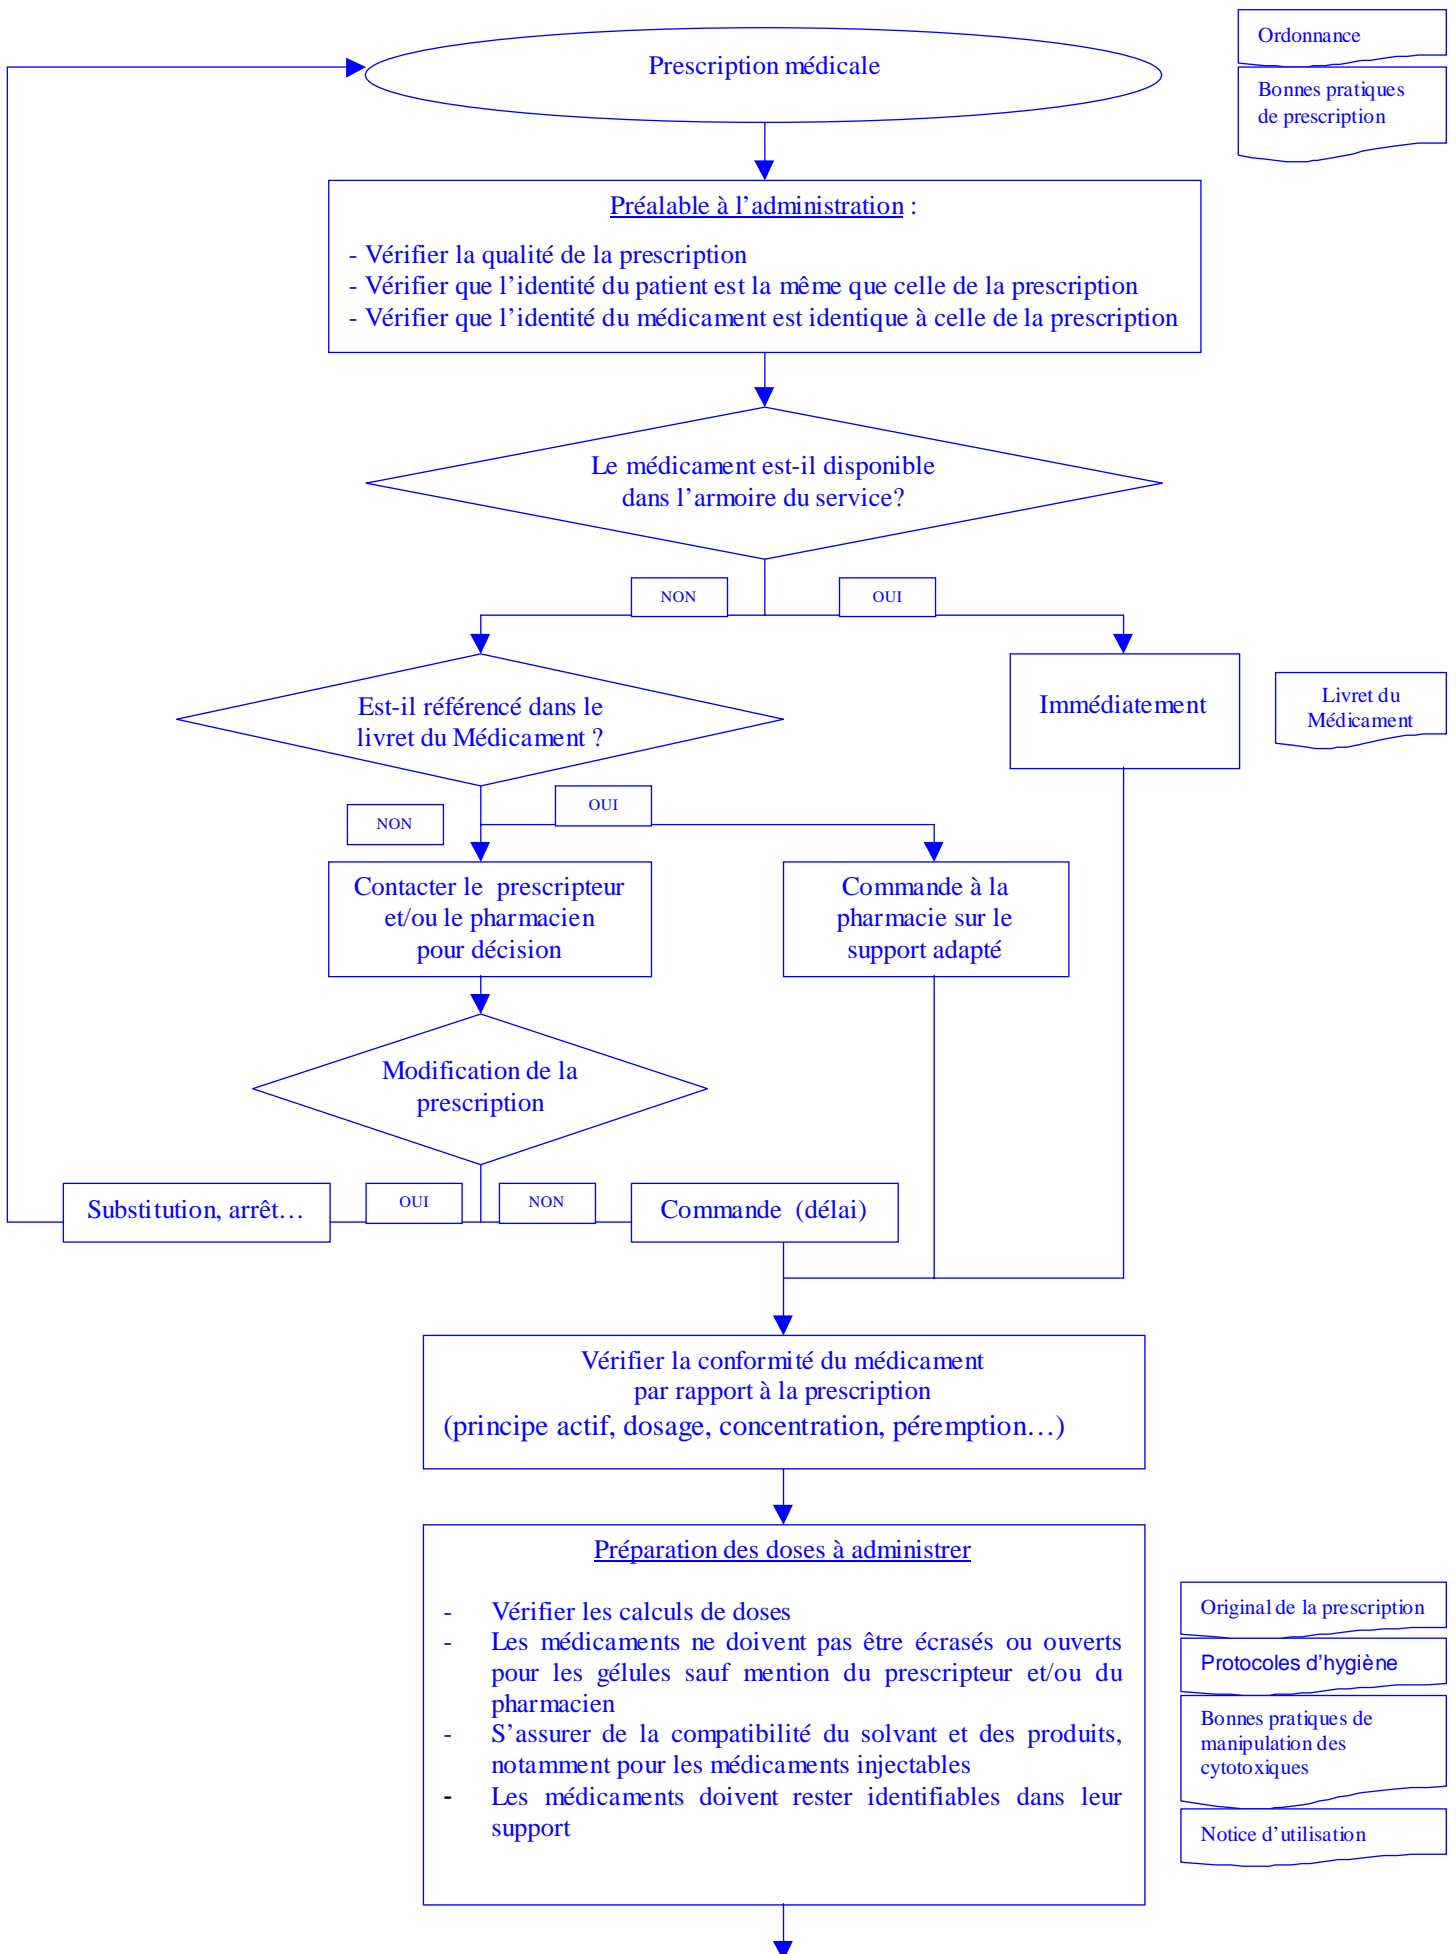 Prescription médicale
Ordonnance
Bonnes pratiques
de prescription
Préalable à l’administration :
- Vérifier la qualité de la prescription
- Vérifier que l’identité du patient est la même que celle de la prescription
- Vérifier que l’identité du médicament est identique à celle de la prescription
Le médicament est-il disponible
dans l’armoire du service?
NON
OUI
Est-il référencé dans le
livret du Médicament ?
Immédiatement
Livret du
Médicament
NON
OUI
Contacter le  prescripteur
et/ou le pharmacien
pour décision
Commande à la
pharmacie sur le
support adapté
Modification de la
prescription
Substitution, arrêt…
OUI
NON
Commande  (délai)
Vérifier la conformité du médicament
par rapport à la prescription
(principe actif, dosage, concentration, péremption…)
Préparation des doses à administrer
- Vérifier les calculs de doses
- Les médicaments ne doivent pas être écrasés ou ouverts
pour les gélules sauf mention du prescripteur et/ou du
pharmacien
- S’assurer de la compatibilité du solvant et des produits,
notamment pour les médicaments injectables
- Les médicaments doivent rester identifiables dans leur
support
Original de la prescription
Protocoles d’hygiène
Bonnes pratiques de
manipulation des
cytotoxiques
Notice d’utilisation